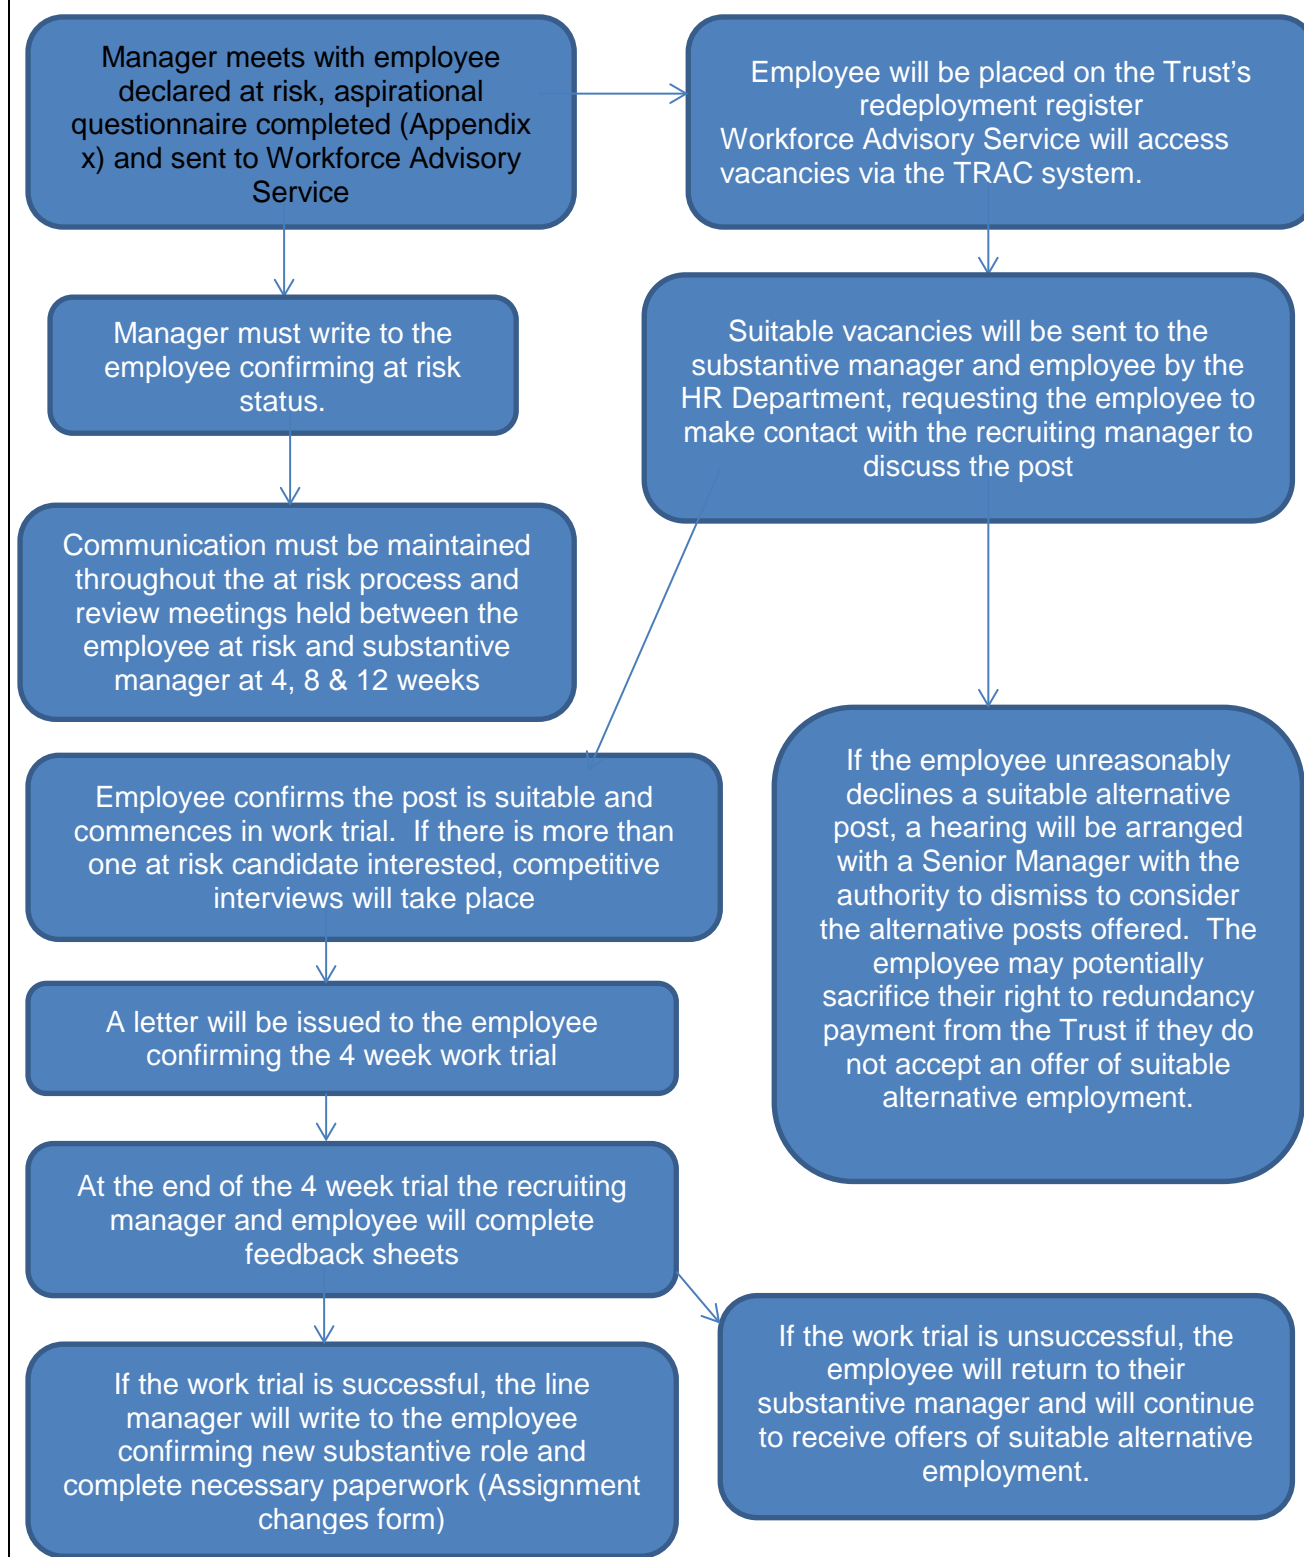 Manager meets with employee
declared at risk, aspirational
questionnaire completed (Appendix
x) and sent to Workforce Advisory
Service
Employee will be placed on the Trust’s
redeployment register
Workforce Advisory Service will access
vacancies via the TRAC system.
Manager must write to the
employee confirming at risk
status.
Suitable vacancies will be sent to the
substantive manager and employee by the
HR Department, requesting the employee to
make contact with the recruiting manager to
discuss the post
Communication must be maintained
throughout the at risk process and
review meetings held between the
employee at risk and substantive
manager at 4, 8 & 12 weeks
Employee confirms the post is suitable and
commences in work trial.  If there is more than
one at risk candidate interested, competitive
interviews will take place
If the employee unreasonably
declines a suitable alternative
post, a hearing will be arranged
with a Senior Manager with the
authority to dismiss to consider
the alternative posts offered.  The
employee may potentially
sacrifice their right to redundancy
payment from the Trust if they do
not accept an offer of suitable
alternative employment.
A letter will be issued to the employee
confirming the 4 week work trial
At the end of the 4 week trial the recruiting
manager and employee will complete
feedback sheets
If the work trial is successful, the line
manager will write to the employee
confirming new substantive role and
complete necessary paperwork (Assignment
changes form)
If the work trial is unsuccessful, the
employee will return to their
substantive manager and will continue
to receive offers of suitable alternative
employment.